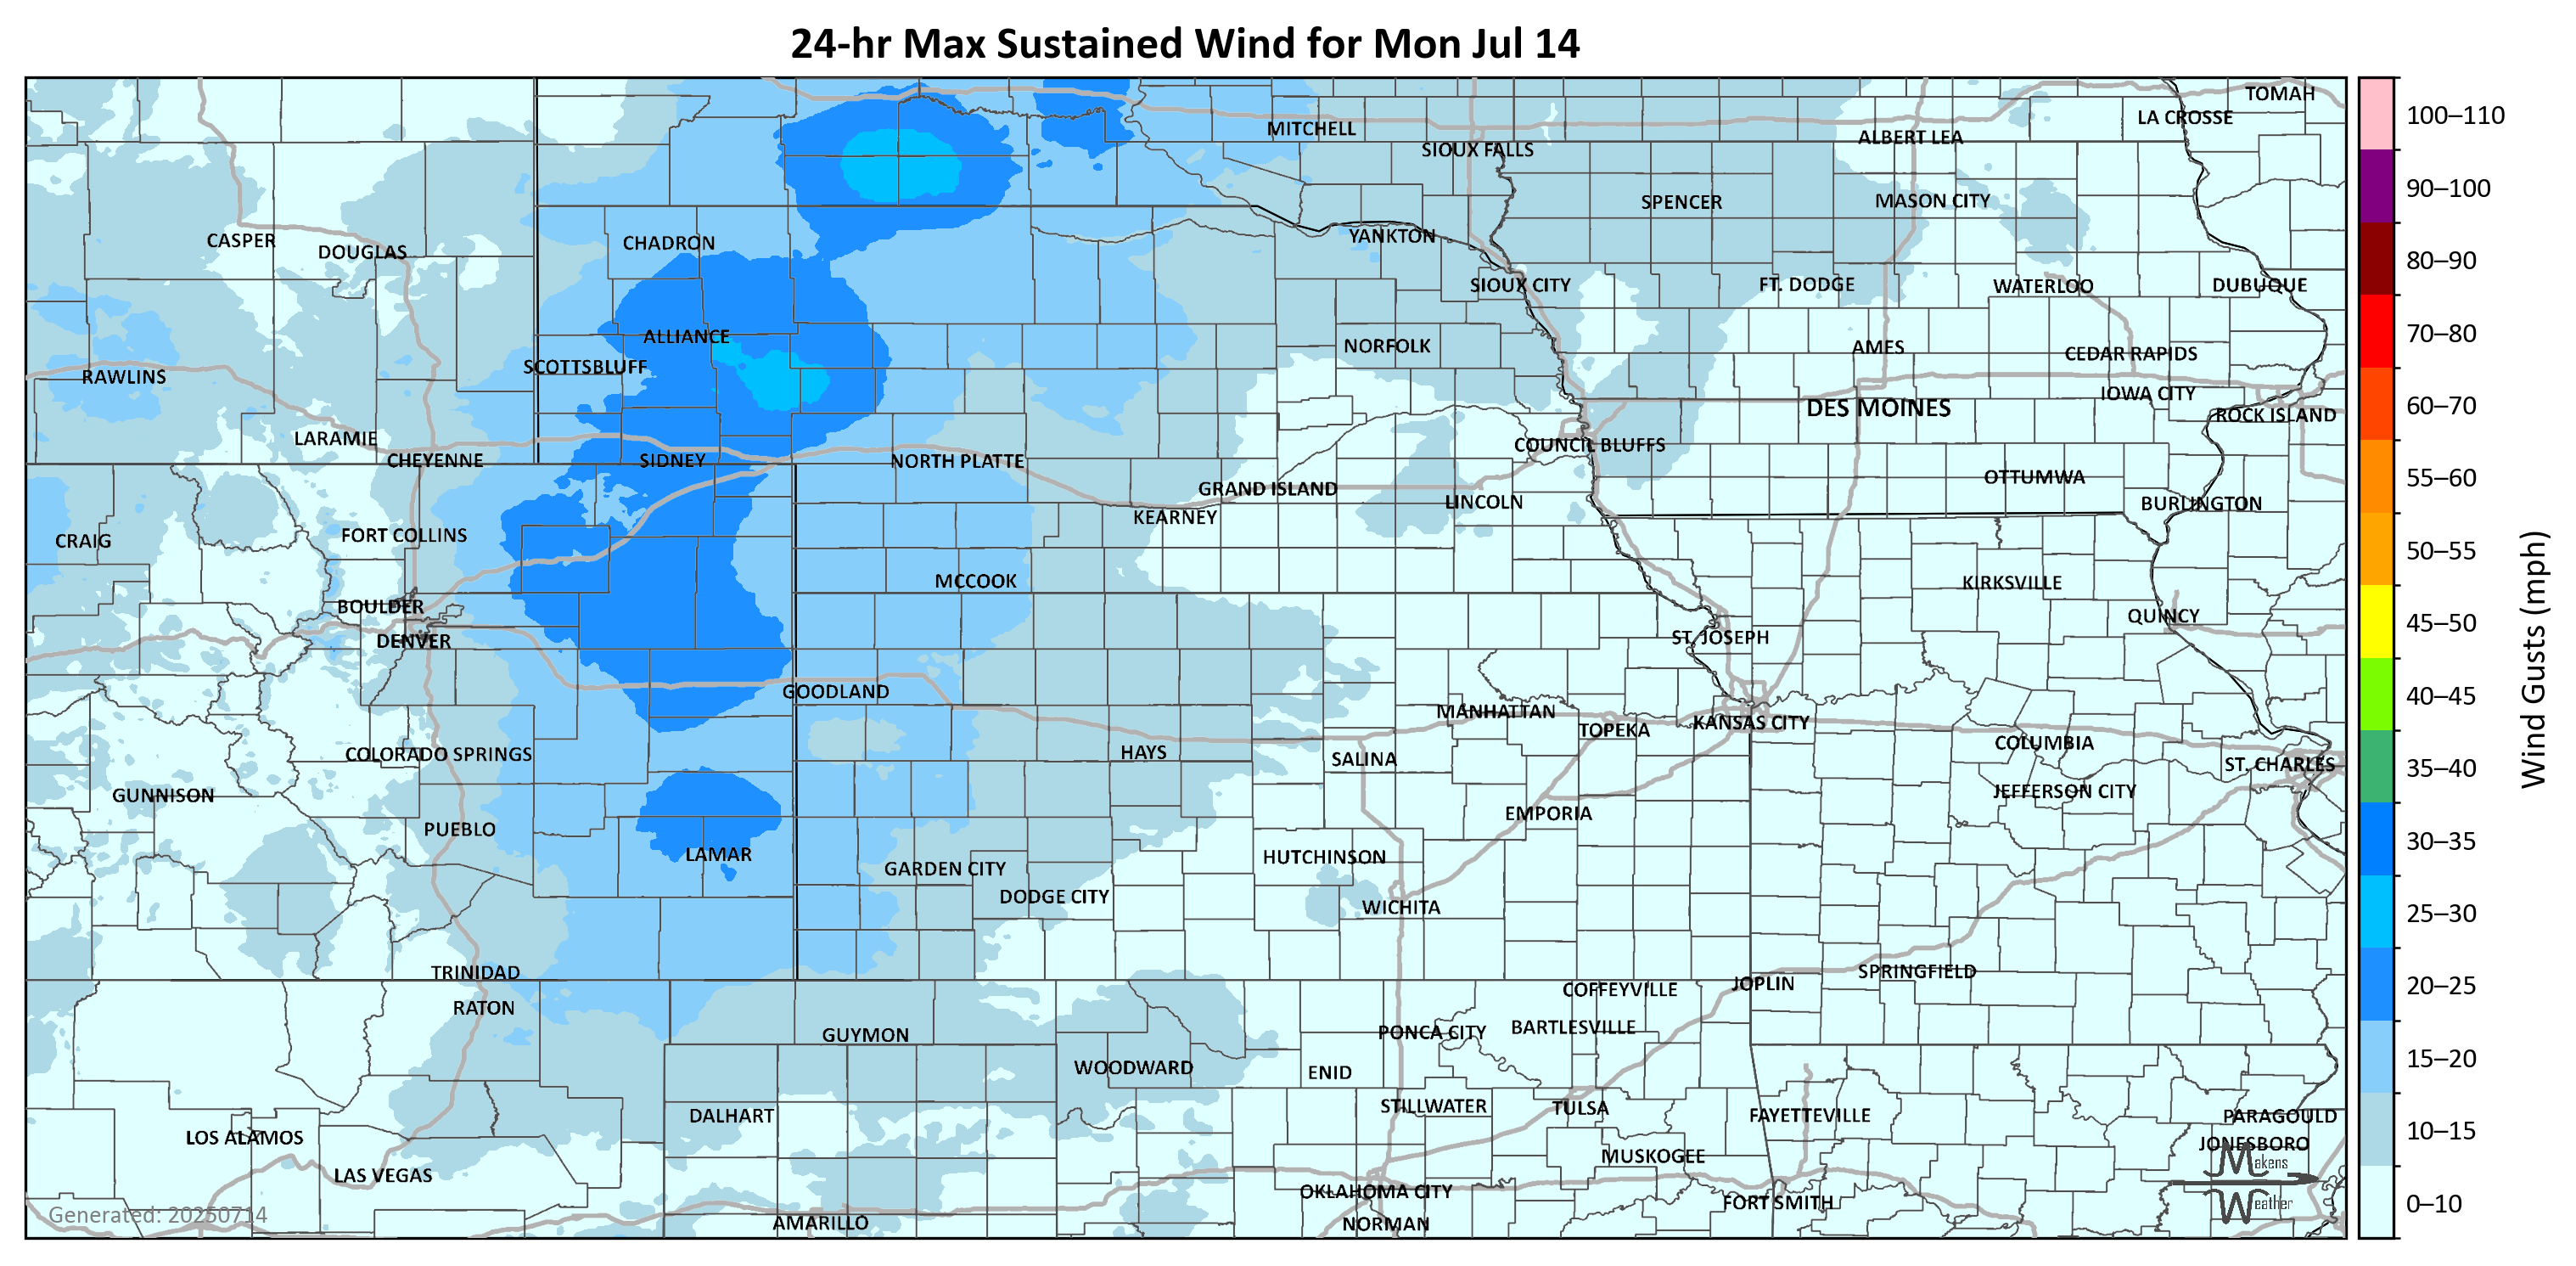 24-hr Max Sustained Wind for Mon Jul 14
TOMAH
LA CROSSE
MITCHELL
ALBERT LEA
SIOUX FALLS
SPENCER
MASON CITY
YANKTON
CASPER
DOUGLAS
CHADRON
SIOUX CITY
FT. DODGE
WATERLOO
DUBUQUE
ALLIANCE
NORFOLK
AMES
CEDAR RAPIDS
SCOTTSBLUFF
RAWLINS
IOWA CITY
DES MOINES
ROCK ISLAND
LARAMIE
COUNCIL BLUFFS
CHEYENNE
SIDNEY
NORTH PLATTE
OTTUMWA
GRAND ISLAND
LINCOLN
BURLINGTON
KEARNEY
FORT COLLINS
CRAIG
MCCOOK
KIRKSVILLE
BOULDER
QUINCY
DENVER
ST. JOSEPH
GOODLAND
MANHATTAN
TOPEKA
KANSAS CITY
COLUMBIA
COLORADO SPRINGS
HAYS
SALINA
ST. CHARLES
GUNNISON
JEFFERSON CITY
EMPORIA
PUEBLO
LAMAR
HUTCHINSON
GARDEN CITY
DODGE CITY
WICHITA
TRINIDAD
SPRINGFIELD
JOPLIN
COFFEYVILLE
RATON
BARTLESVILLE
GUYMON
PONCA CITY
WOODWARD
ENID
STILLWATER
TULSA
DALHART
FAYETTEVILLE
PARAGOULD
LOS ALAMOS
JONESBORO
MUSKOGEE
LAS VEGAS
OKLAHOMA CITY
FORT SMITH
AMARILLO
NORMAN
Generated: 20250714
Makens
Weather
100–110
90–100
80–90
70–80
60–70
55–60
50–55
45–50
40–45
35–40
30–35
25–30
20–25
15–20
10–15
0–10
Wind Gusts (mph)